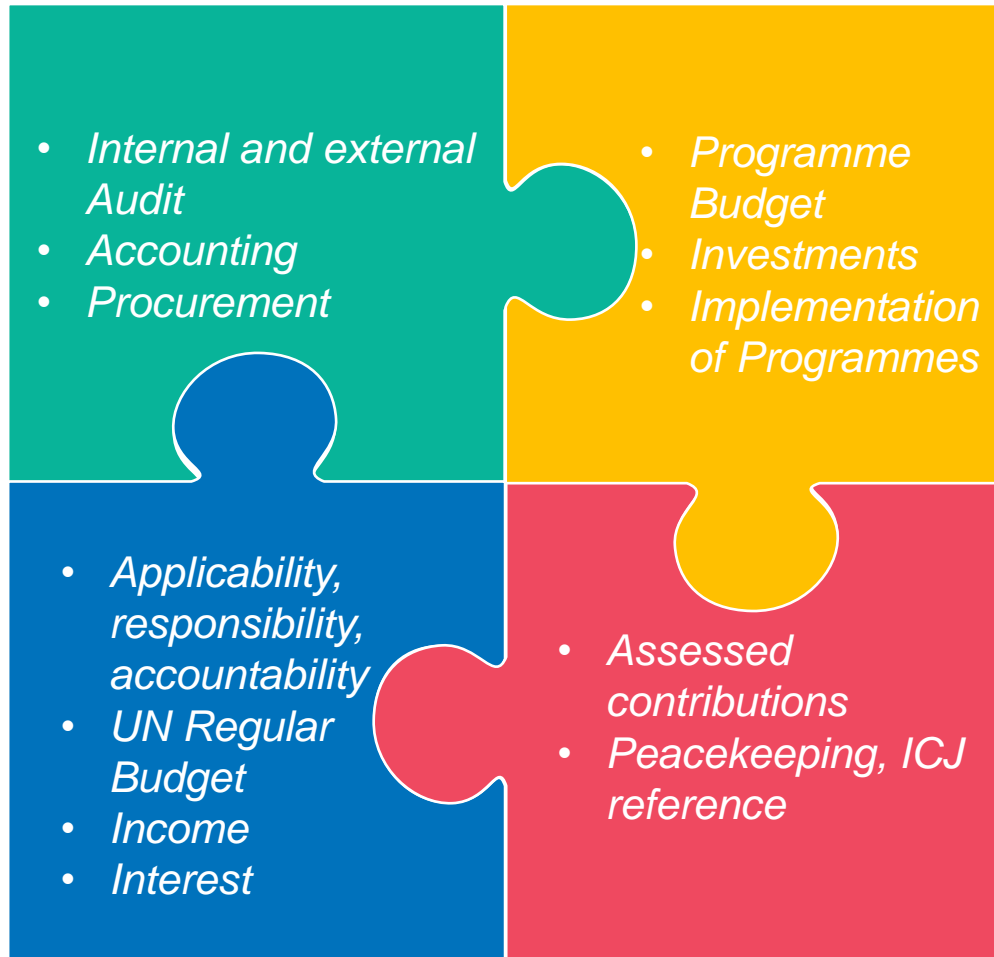 • Internal and external
Audit
• Accounting
• Procurement
• Programme
Budget
• Investments
• Implementation
of Programmes
• Applicability,
responsibility,
accountability
• UN Regular
Budget
• Income
• Interest
• Assessed
contributions
• Peacekeeping, ICJ
reference